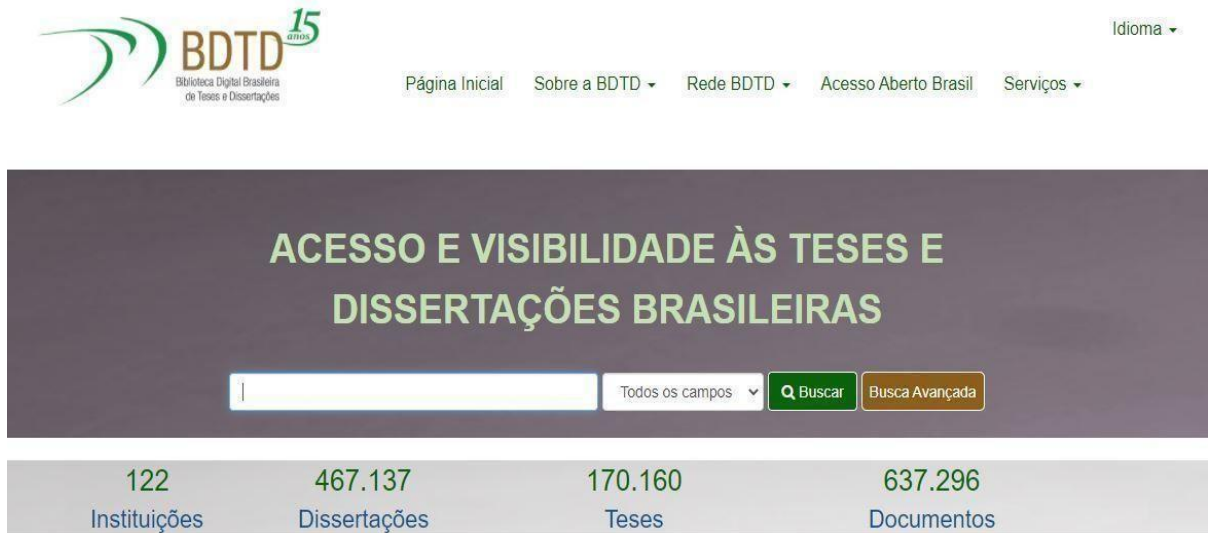 15
anos
BDTD
Biblioteca Digital Brasileira
de Teses e Dissertações
Idioma
Página Inicial Sobre a BDTD Rede BDTD Acesso Aberto Brasil Serviços
ACESSO E VISIBILIDADE ÀS TESES E
DISSERTAÇÕES BRASILEIRAS
Todos os campos Buscar Busca Avançada
122 467.137 170.160 637.296
Instituições Dissertações Teses Documentos